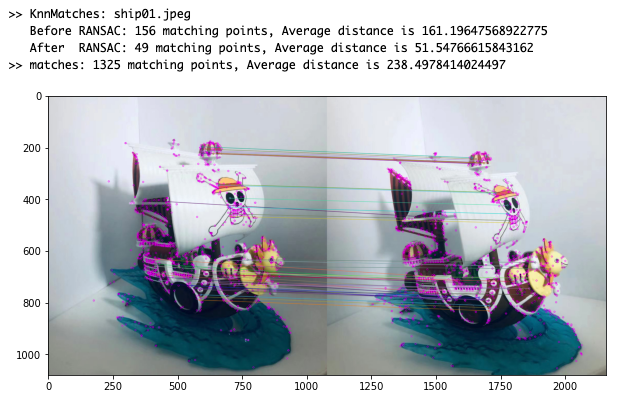 >> KnnMatches: ship01.jpeg
Before RANSAC: 156 matching points, Average distance is 161.19647568922775
After  RANSAC: 49 matching points, Average distance is 51.54766615843162
>> matches: 1325 matching points, Average distance is 238.4978414024497
0
200
400
600
800
1000
0 250 500 750 1000 1250 1500 1750 2000